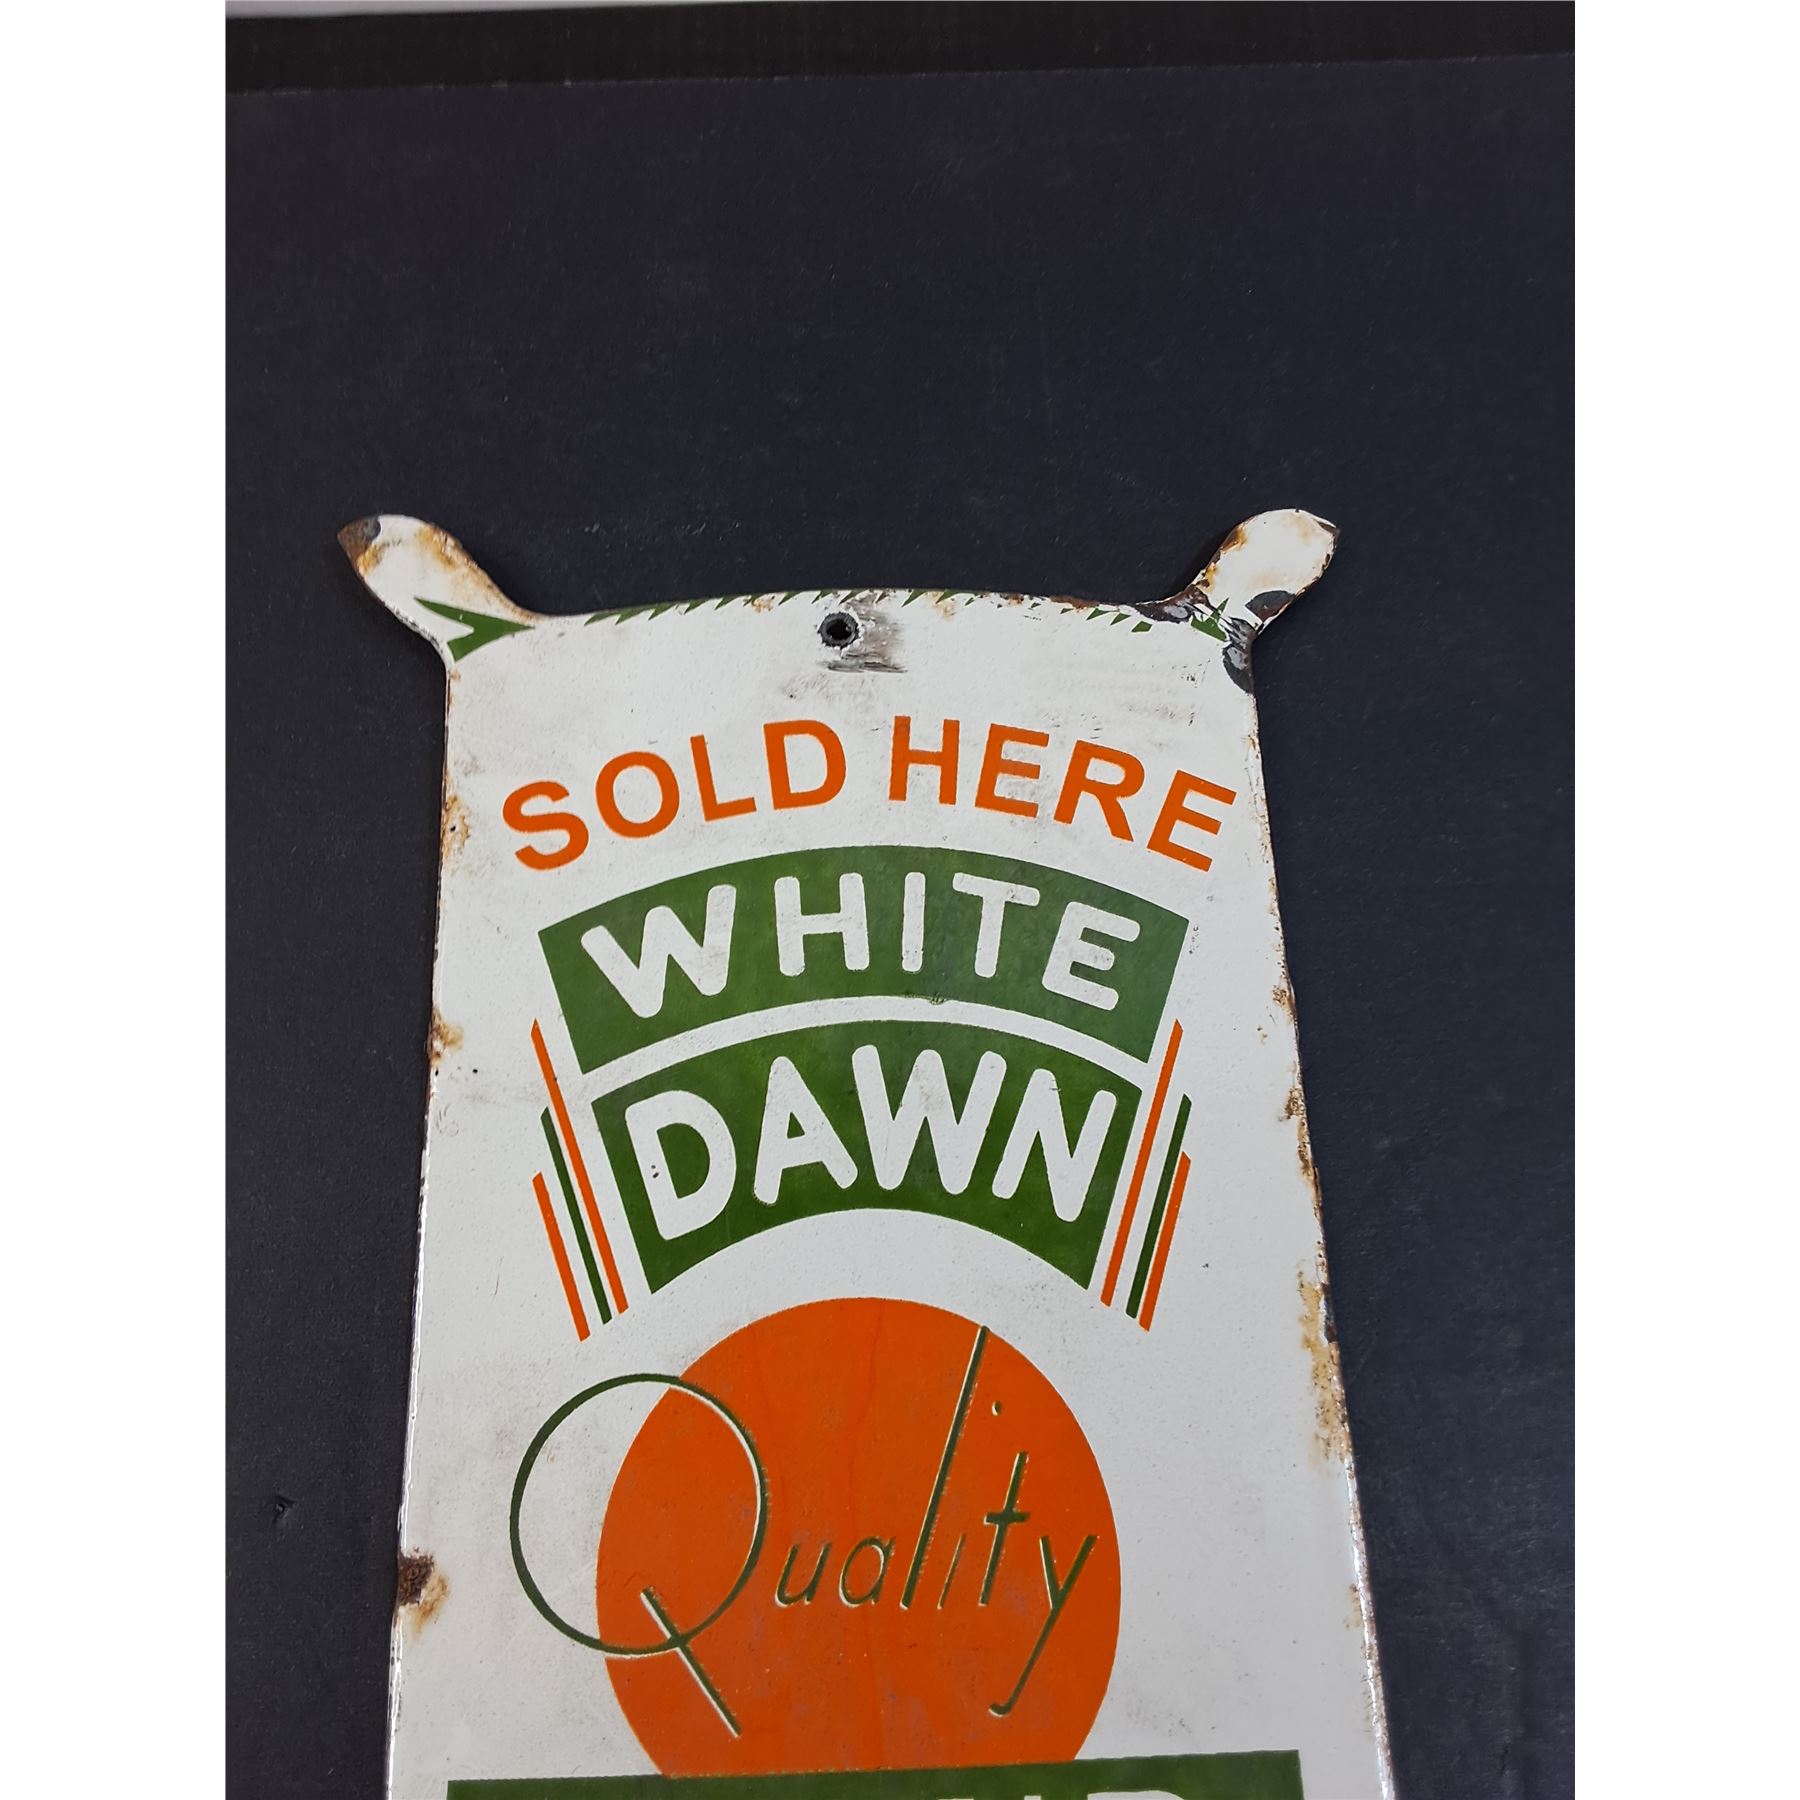 SOLD HERE
WHITE
DAWN
Quality